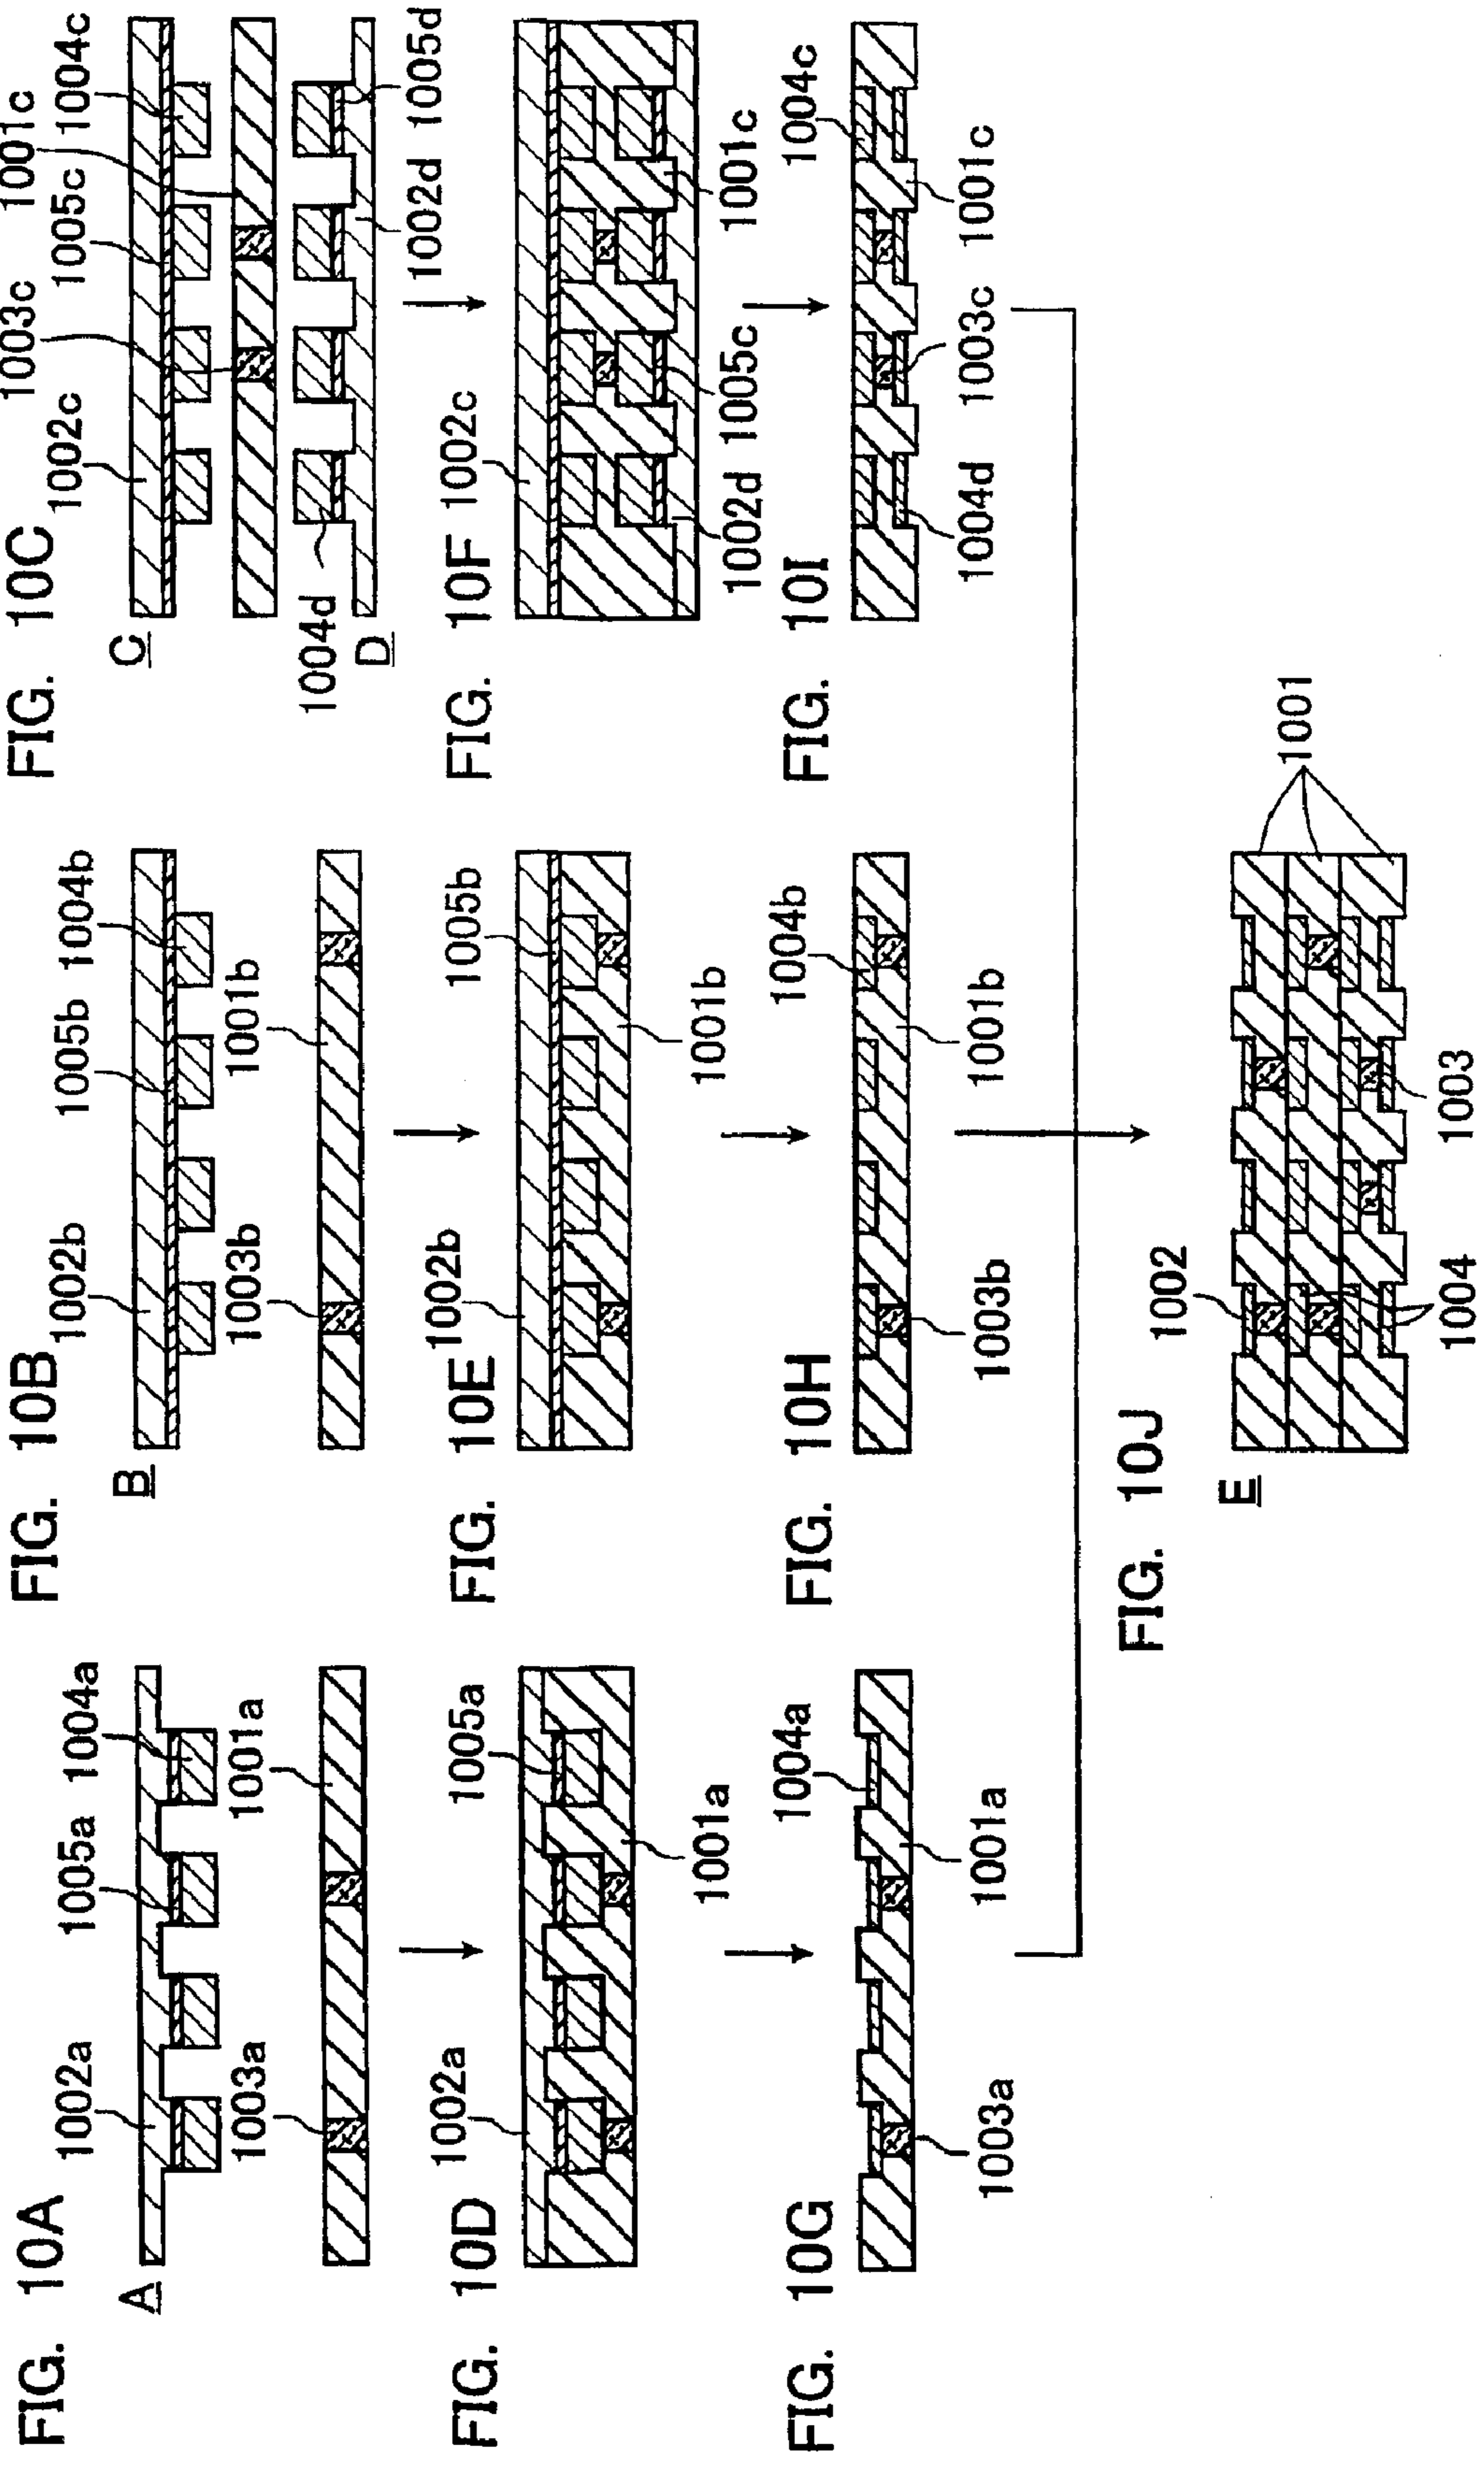 FIG. 10A
A
1002a
1005a
1004a
1003a
1001a
FIG. 10B
B
1002b
1005b
1004b
1003b
1001b
FIG. 10C
C
1002c
1003c
1005c
1001c
1004c
1004d
D
1002d
1005d
FIG. 10D
1002a
1005a
1001a
FIG. 10E
1002b
1005b
1001b
FIG. 10F
1002c
1002d
1005c
1001c
FIG. 10G
1004a
1003a
1001a
FIG. 10H
1004b
1003b
1001b
FIG. 10I
1004c
1004d
1003c
1001c
FIG. 10J
E
1002
1001
1004
1003